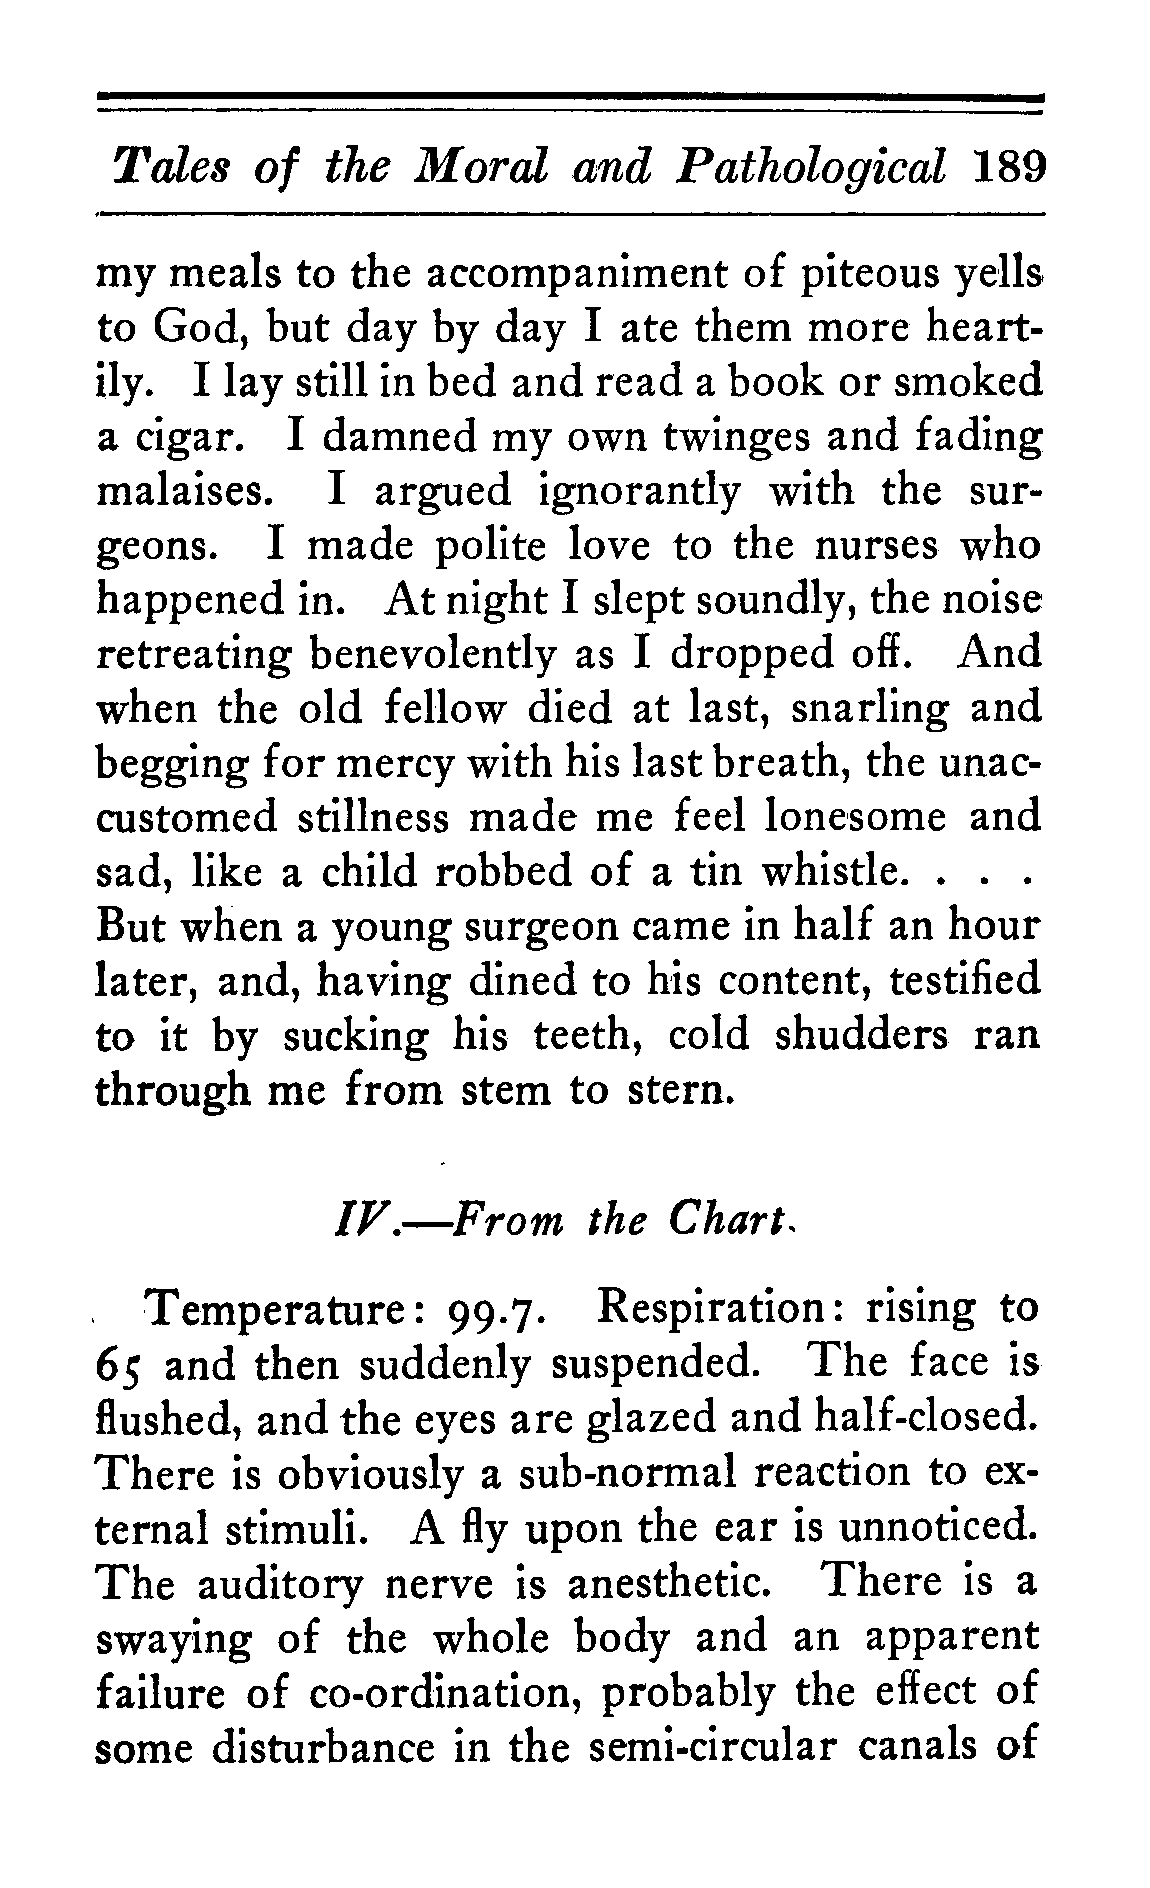 Tales of the Moral and Pathological 189
my meals to the accompaniment of piteous yells
to God, but day by day I ate them more heart-
ily. I lay still in bed and read a book or smoked
a cigar. I damned my own twinges and fading
malaises. I argued ignorantly with the sur-
geons. I made polite love to the nurses who
happened in. At night I slept soundly, the noise
retreating benevolently as I dropped off. And
when the old fellow died at last, snarling and
begging for mercy with his last breath, the unac-
customed stillness made me feel lonesome and
sad, like a child robbed of a tin whistle. . . .
But when a young surgeon came in half an hour
later, and, having dined to his content, testified
to it by sucking his teeth, cold shudders ran
through me from stem to stern.
IV.—From the Chart.
Temperature: 99.7. Respiration: rising to
65 and then suddenly suspended. The face is
flushed, and the eyes are glazed and half-closed.
There is obviously a sub-normal reaction to ex-
ternal stimuli. A fly upon the ear is unnoticed.
The auditory nerve is anesthetic. There is a
swaying of the whole body and an apparent
failure of co-ordination, probably the effect of
some disturbance in the semi-circular canals of